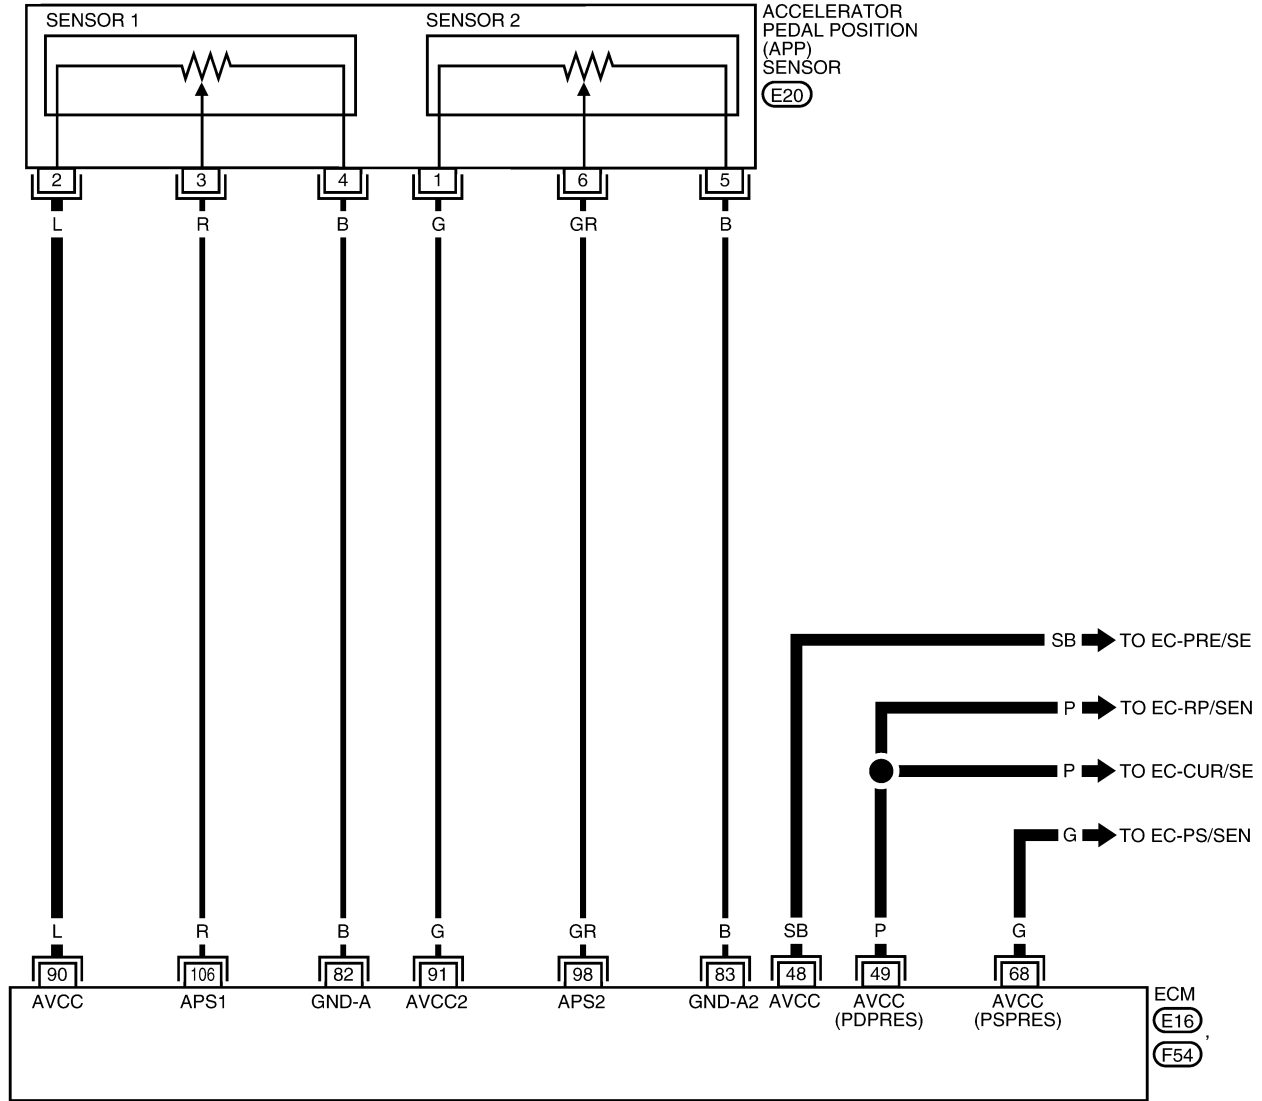 SENSOR 1
SENSOR 2
ACCELERATOR
PEDAL POSITION
(APP)
SENSOR
E20
2 3 4 1 6 5
L R B G GR B
SB TO EC-PRE/SE
P TO EC-RP/SEN
P TO EC-CUR/SE
G TO EC-PS/SEN
L R B G GR B SB P G
90 106 82 91 98 83 48 49 68
AVCC APS1 GND-A AVCC2 APS2 GND-A2 AVCC AVCC AVCC
(PDPRES) (PSPRES)
ECM
E16 ,
F54